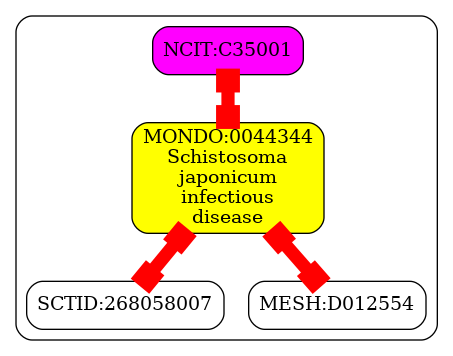 NCIT:C35001
MONDO:0044344
Schistosoma
japonicum
infectious
disease
SCTID:268058007
MESH:D012554